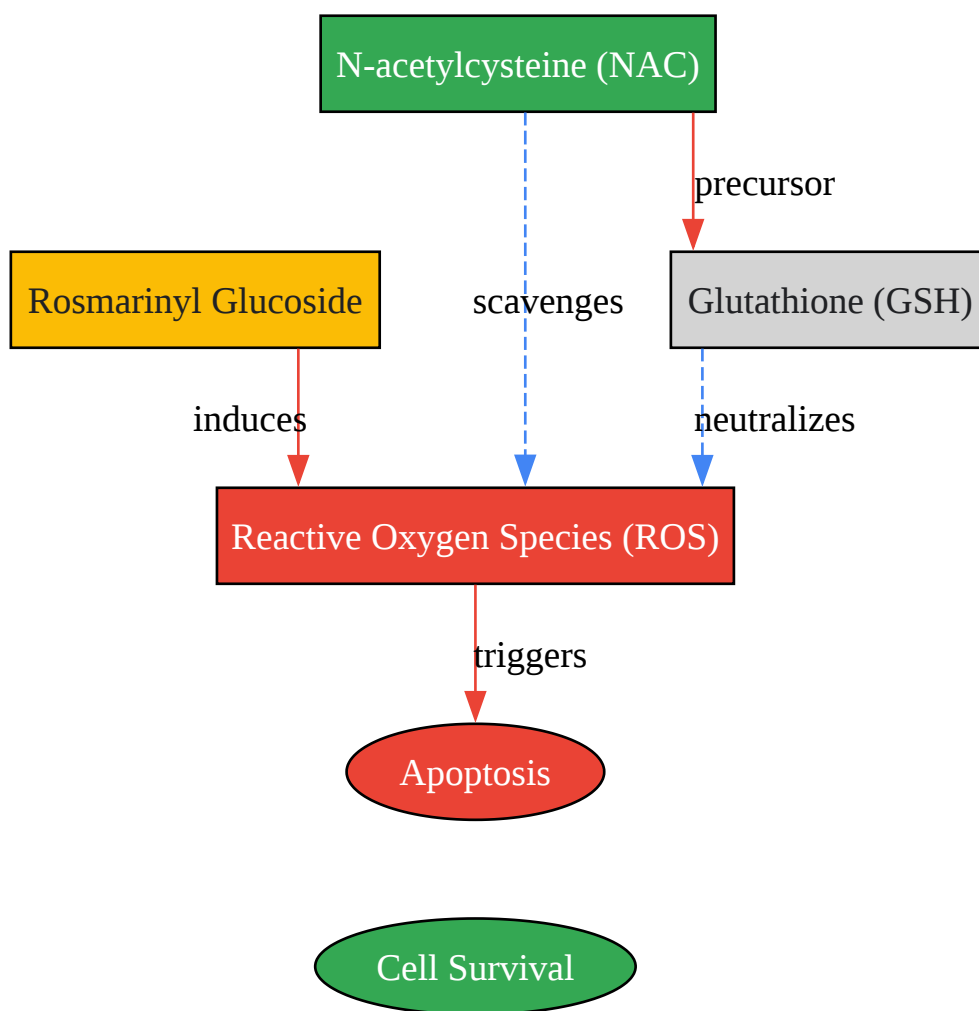 N-acetylcysteine (NAC)
precursor
Rosmarinyl Glucoside
scavenges
Glutathione (GSH)
induces
neutralizes
Reactive Oxygen Species (ROS)
triggers
Apoptosis
Cell Survival